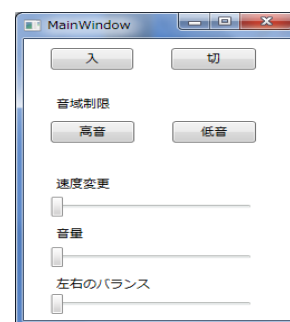 MainWindow
入 切
音域制限
高音 低音
速度変更
音量
左右のバランス